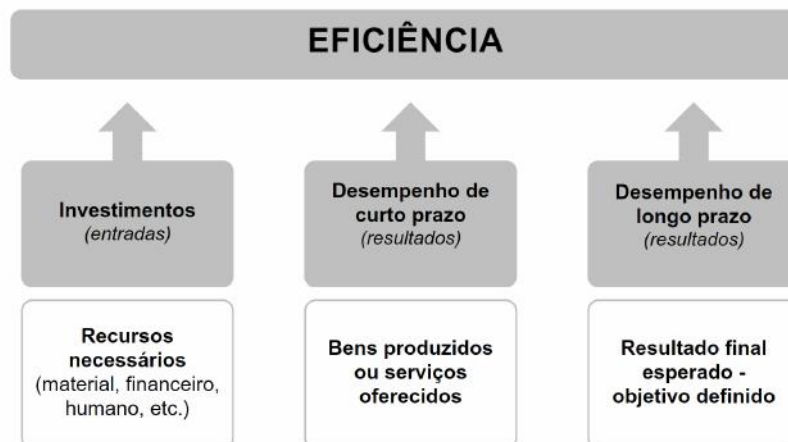 EFICIÊNCIA
Investimentos
(entradas)
Desempenho de
curto prazo
(resultados)
Desempenho de
longo prazo
(resultados)
Recursos
necessários
(material, financeiro,
humano, etc.)
Bens produzidos
ou serviços
oferecidos
Resultado final
esperado -
objetivo definido